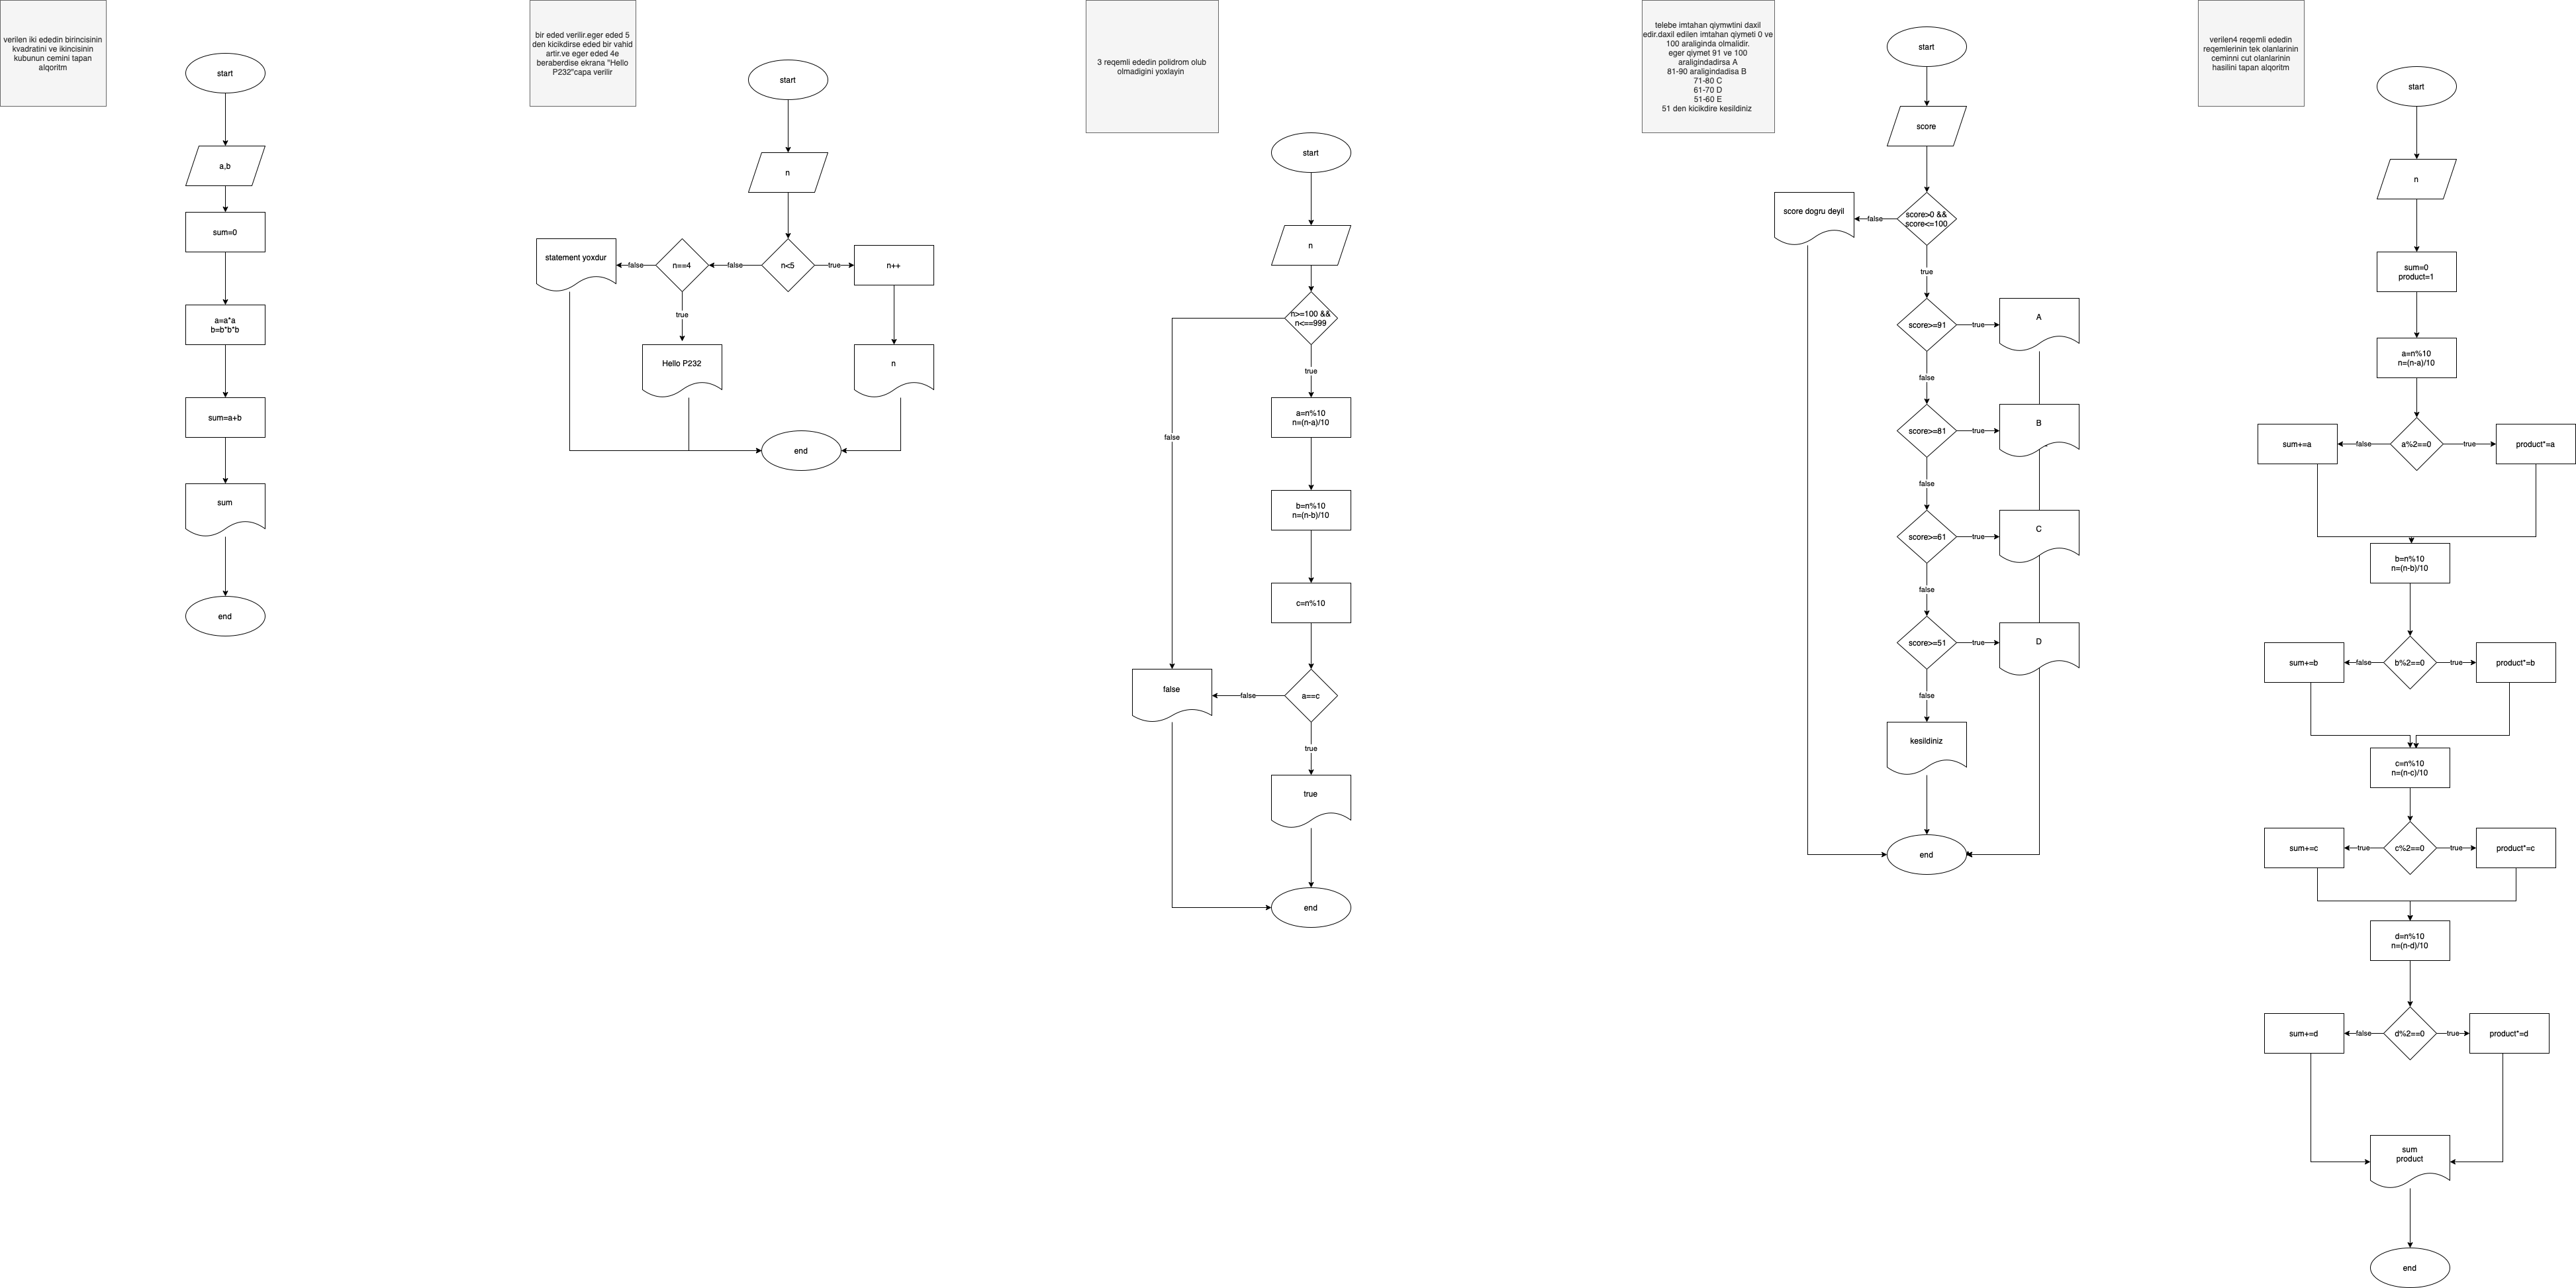 verilen iki ededin birincisinin
kvadratini ve ikincisinin
kubunun cemini tapan
alqoritm
start
a,b
sum=0
a=a*a
b=b*b*b
sum=a+b
sum
end
bir eded verilir.eger eded 5
den kicikdirse eded bir vahid
artir.ve eger eded 4e
beraberdise ekrana "Hello
P232"capa verilir
start
n
statement yoxdur
false
n==4
false
n<5
true
n++
true
Hello P232
n
end
3 reqemli ededin polidrom olub
olmadigini yoxlayin
start
n
n>=100 &&
n<==999
true
false
a=n%10
n=(n-a)/10
b=n%10
n=(n-b)/10
c=n%10
false
false
a==c
true
true
end
telebe imtahan qiymwtini daxil
edir.daxil edilen imtahan qiymeti 0 ve
100 araliginda olmalidir.
eger qiymet 91 ve 100
araligindadirsa A
81-90 araligindadisa B
71-80 C
61-70 D
51-60 E
51 den kicikdire kesildiniz
start
score
score dogru deyil
false
score>0 &&
score<=100
true
score>=91
true
A
false
score>=81
true
B
false
score>=61
true
C
false
score>=51
true
D
false
kesildiniz
end
verilen4 reqemli ededin
reqemlerinin tek olanlarinin
ceminni cut olanlarinin
hasilini tapan alqoritm
start
n
sum=0
product=1
a=n%10
n=(n-a)/10
sum+=a
false
a%2==0
true
product*=a
b=n%10
n=(n-b)/10
sum+=b
false
b%2==0
true
product*=b
c=n%10
n=(n-c)/10
sum+=c
true
c%2==0
true
product*=c
d=n%10
n=(n-d)/10
sum+=d
false
d%2==0
true
product*=d
sum
product
end